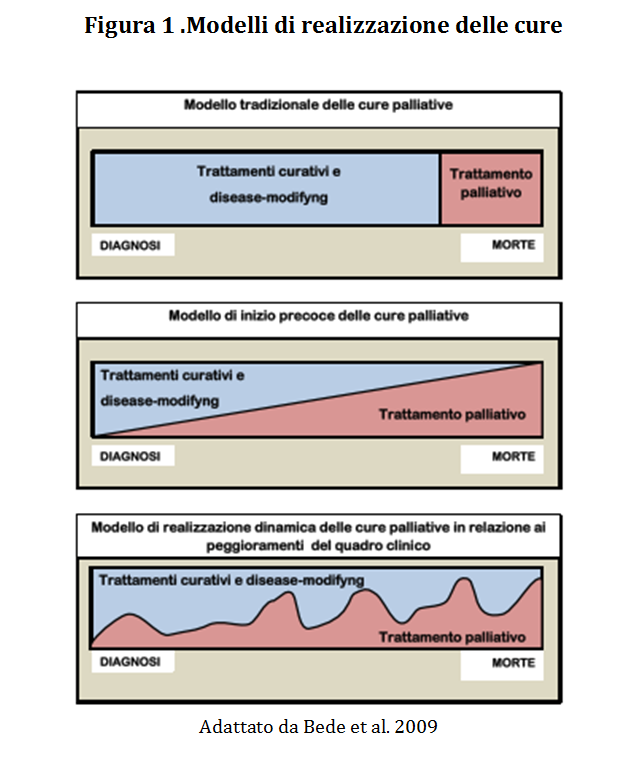 Figura 1 .Modelli di realizzazione delle cure
Modello tradizionale delle cure palliative
Trattamenti curativi e
disease-modifyng
Trattamento
palliativo
DIAGNOSI
MORTE
Modello di inizio precoce delle cure palliative
Trattamenti curativi e
disease-modifyng
Trattamento palliativo
DIAGNOSI
MORTE
Modello di realizzazione dinamica delle cure palliative in relazione ai
peggioramenti del quadro clinico
Trattamenti curativi e disease-modifyng
Trattamento palliativo
DIAGNOSI
MORTE
Adattato da Bede et al. 2009